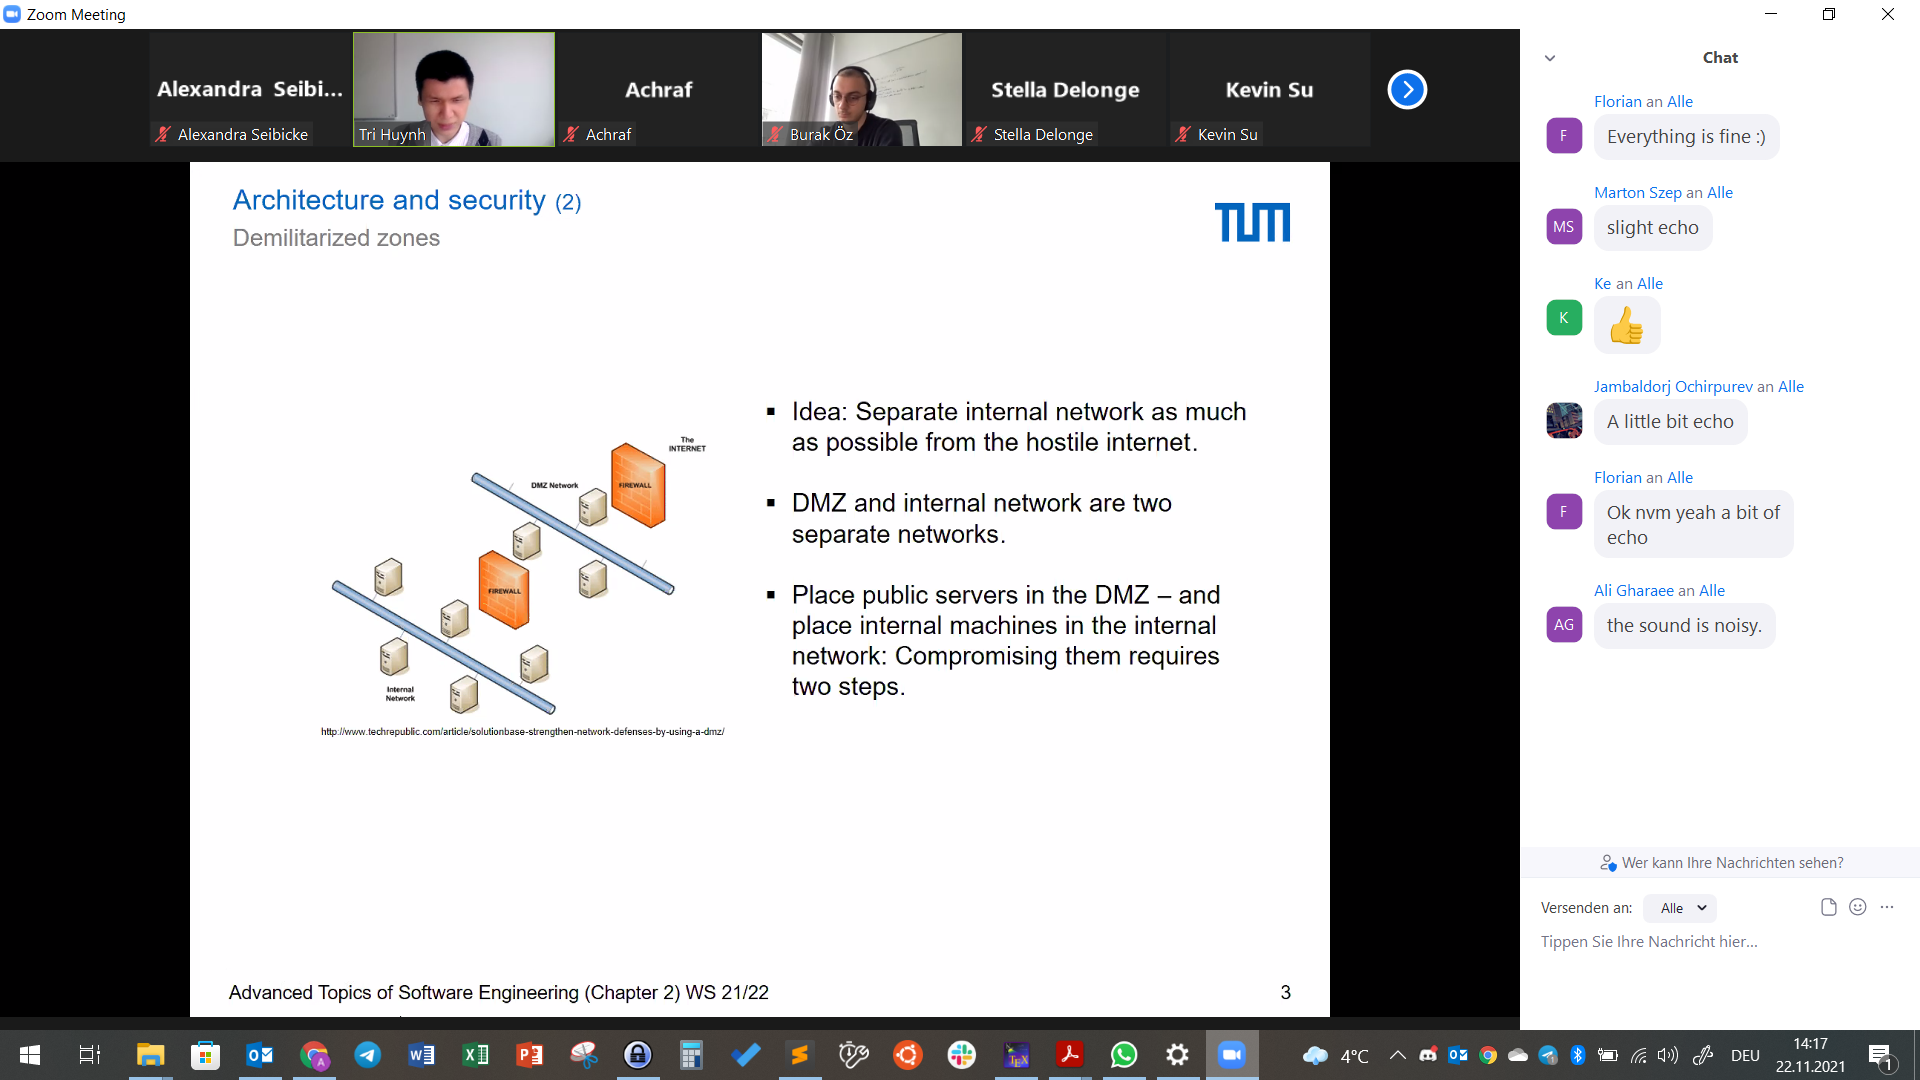 Zoom Meeting
Alexandra Seibi...
Alexandra Seibicke
Tri Huynh
Achraf
Achraf
Burak Öz
Stella Delonge
Stella Delonge
Kevin Su
Kevin Su
Architecture and security (2)
Demilitarized zones
TUM
The
INTERNET
FIREWALL
DMZ Network
FIREWALL
Internal
Network
http://www.techrepublic.com/article/solutionbase-strengthen-network-defenses-by-using-a-dmz/
▪ Idea: Separate internal network as much
as possible from the hostile internet.
▪ DMZ and internal network are two
separate networks.
▪ Place public servers in the DMZ – and
place internal machines in the internal
network: Compromising them requires
two steps.
Advanced Topics of Software Engineering (Chapter 2) WS 21/22
3
Chat
Florian an Alle
F
Everything is fine :)
Marton Szep an Alle
MS
slight echo
Ke an Alle
K
👍
Jambaldorj Ochirpurev an Alle
A little bit echo
Florian an Alle
F
Ok nvm yeah a bit of
echo
Ali Gharaee an Alle
AG
the sound is noisy.
Wer kann Ihre Nachrichten sehen?
Versenden an: Alle
Tippen Sie Ihre Nachricht hier...
4°C
DEU
14:17
22.11.2021
1